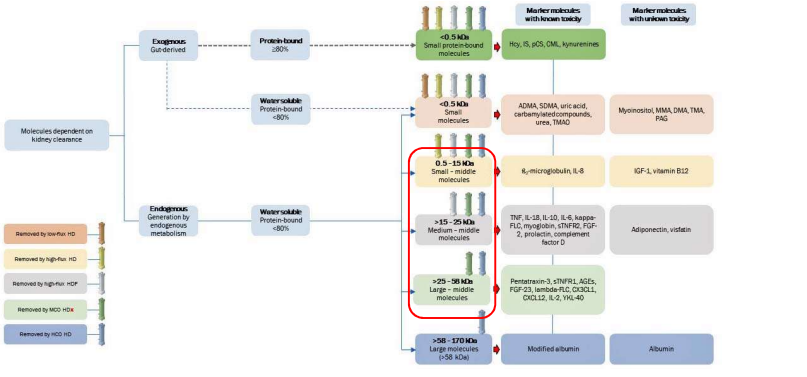 Marker molecules
with known toxicity
Marker molecules
with unkown toxicity
Exogenous
Gut-derived
Protein-bound
≥80%
<0.5 kDa
Small protein-bound
molecules
Hcy, IS, pCS, CML, kynurenines
Water soluble
Protein-bound
<80%
<0.5 kDa
Small
molecules
ADMA, SDMA, uric acid,
carbamylated compounds,
urea, TMAO
Myoinositol, MMA, DMA, TMA,
PAG
Molecules dependent on
kidney clearance
0.5 - 15 kDa
Small – middle
molecules
β₂-microglobulin, IL-8
IGF-1, vitamin B12
Endogenous
Generation by
endogenous
metabolism
Water soluble
Protein-bound
<80%
>15 - 25 kDa
Medium – middle
molecules
TNF, IL-18, IL-10, IL-6, kappa-
FLC, myoglobin, sTNFR2, FGF-
2, prolactin, complement
factor D
Adiponectin, visfatin
>25 - 58 kDa
Large – middle
molecules
Pentatraxin-3, sTNFR1, AGEs,
FGF-23, lambda-FLC, CX3CL1,
CXCL12, IL-2, YKL-40
>58 - 170 kDa
Large molecules
(>58 kDa)
Modified albumin
Albumin
Removed by low-flux HD
Removed by high-flux HD
Removed by high-flux HDF
Removed by MCO HDx
Removed by HCO HD